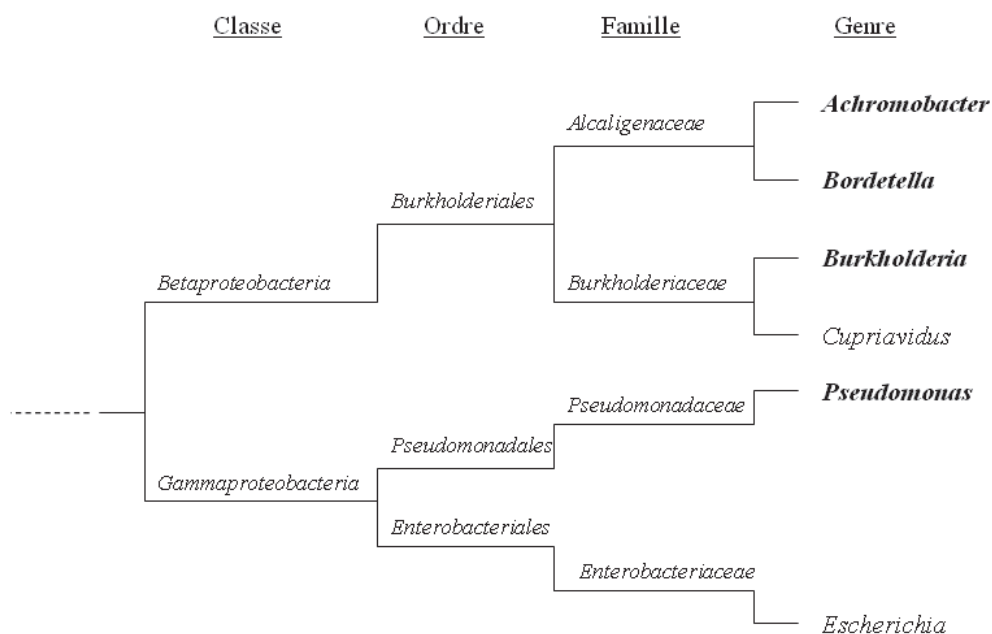 Classe Ordre Famille Genre
Achromobacter
Alcaligenaceae
Bordetella
Burkholderiales
Burkholderia
Betaproteobacteria
Burkholderiaceae
Cupriavidus
Pseudomonas
Pseudomonadaceae
Pseudomonadales
Gammaproteobacteria
Enterobacteriales
Enterobacteriaceae
Escherichia